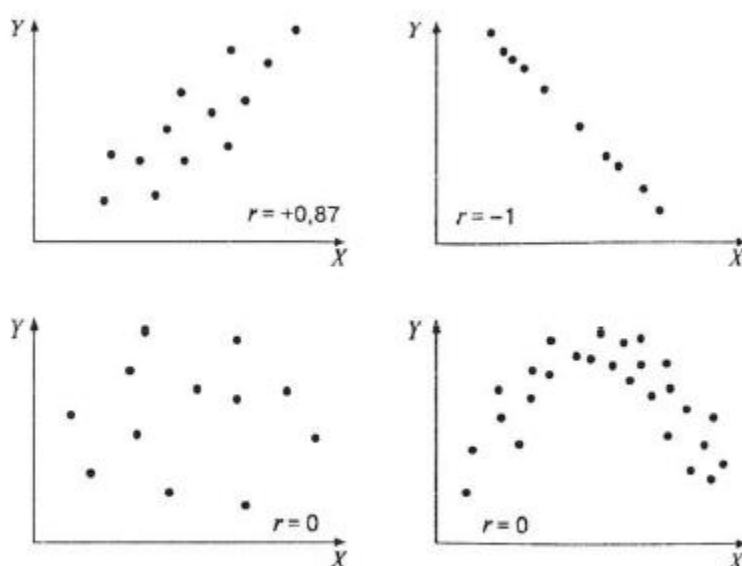 Y
r = +0,87
X
Y
r = −1
X
Y
r = 0
X
Y
r = 0
X